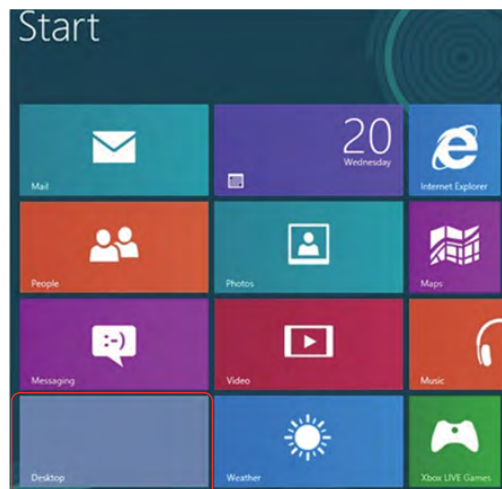 Start
Mail
20
Wednesday
Internet Explorer
People
Photos
Maps
Messaging
:-)
Video
Music
Desktop
Weather
Xbox LIVE Games